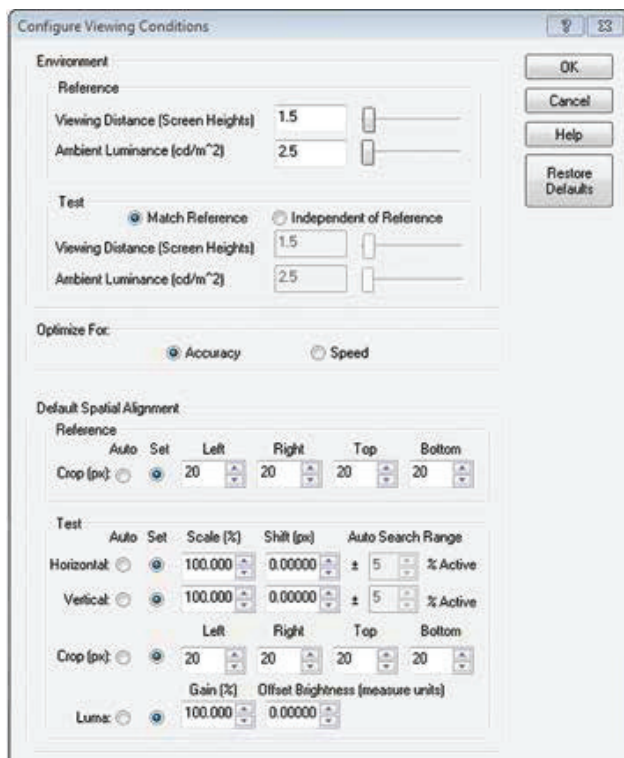 Configure Viewing Conditions
Environment
OK
Reference
Cancel
Viewing Distance (Screen Heights) 1.5
Help
Ambient Luminance (cd/m^2) 2.5
Restore
Defaults
Test
Match Reference Independent of Reference
Viewing Distance (Screen Heights) 1.5
Ambient Luminance (cd/m^2) 2.5
Optimize For:
Accuracy Speed
Default Spatial Alignment
Reference
Auto Set Left Right Top Bottom
Crop (px): 20 20 20 20
Test
Auto Set Scale (%) Shift (px) Auto Search Range
Horizontal: 100.000 0.00000 ± 5 % Active
Vertical: 100.000 0.00000 ± 5 % Active
Left Right Top Bottom
Crop (px): 20 20 20 20
Gain (%) Offset Brightness (measure units)
Luma: 100.000 0.00000